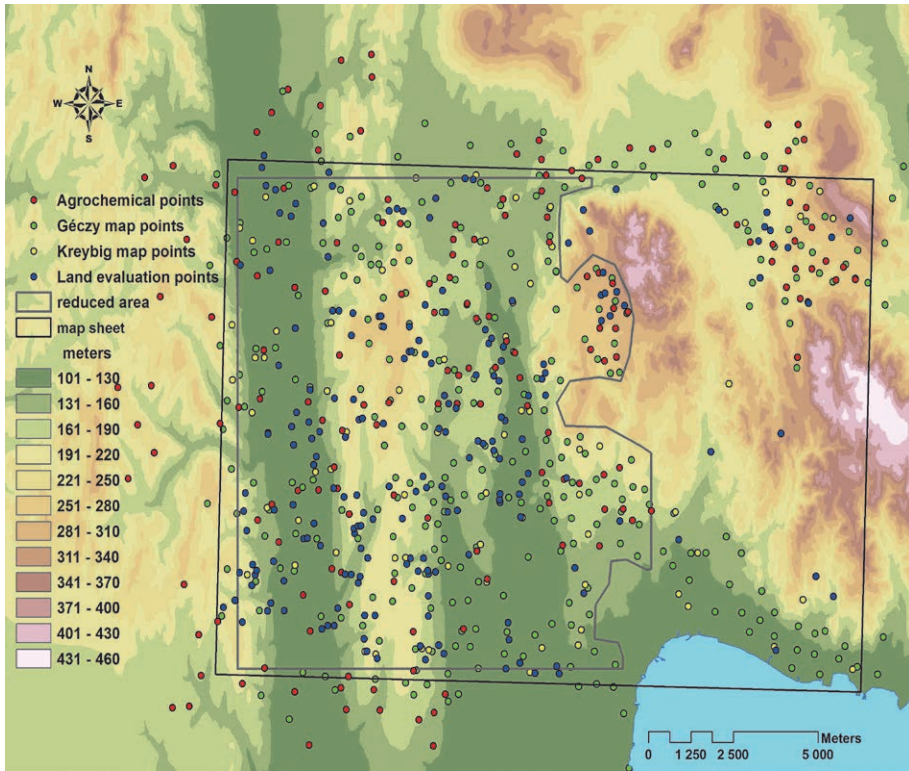 N
W E
S
Agrochemical points
Géczy map points
Kreybig map points
Land evaluation points
reduced area
map sheet
meters
101 - 130
131 - 160
161 - 190
191 - 220
221 - 250
251 - 280
281 - 310
311 - 340
341 - 370
371 - 400
401 - 430
431 - 460
Meters
0 1 250 2 500 5 000